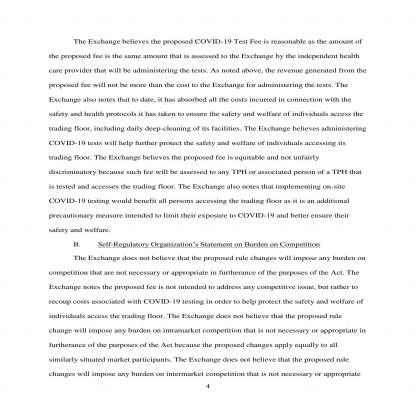 The Exchange believes the proposed COVID-19 Test Fee is reasonable as the amount of
the proposed fee is the same amount that is assessed to the Exchange by the independent health
care provider that will be administering the tests. As noted above, the revenue generated from the
proposed fee will not be more than the cost to the Exchange for administering the tests. The
Exchange also notes that to date, it has absorbed all the costs incurred in connection with the
safety and health protocols it has taken to ensure the safety and welfare of individuals access the
trading floor, including daily deep-cleaning of its facilities. The Exchange believes administering
COVID-19 tests will help further protect the safety and welfare of individuals accessing its
trading floor. The Exchange believes the proposed fee is equitable and not unfairly
discriminatory because such fee will be assessed to any TPH or associated person of a TPH that
is tested and accesses the trading floor. The Exchange also notes that implementing on-site
COVID-19 testing would benefit all persons accessing the trading floor as it is an additional
precautionary measure intended to limit their exposure to COVID-19 and better ensure their
safety and welfare.
B. Self-Regulatory Organization's Statement on Burden on Competition
The Exchange does not believe that the proposed rule changes will impose any burden on
competition that are not necessary or appropriate in furtherance of the purposes of the Act. The
Exchange notes the proposed fee is not intended to address any competitive issue, but rather to
recoup costs associated with COVID-19 testing in order to help protect the safety and welfare of
individuals access the trading floor. The Exchange does not believe that the proposed rule
change will impose any burden on intramarket competition that is not necessary or appropriate in
furtherance of the purposes of the Act because the proposed changes apply equally to all
similarly situated market participants. The Exchange does not believe that the proposed rule
changes will impose any burden on intermarket competition that is not necessary or appropriate
4